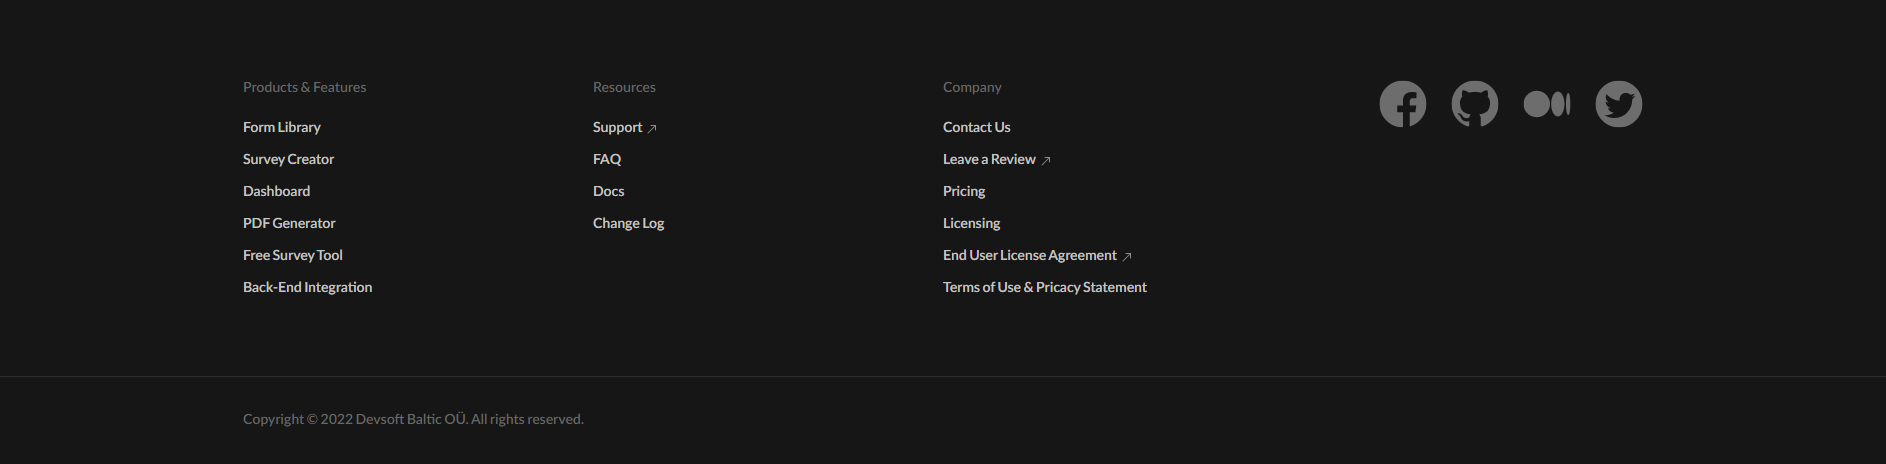 Products & Features
Form Library
Survey Creator
Dashboard
PDF Generator
Free Survey Tool
Back-End Integration
Resources
Support
FAQ
Docs
Change Log
Company
Contact Us
Leave a Review
Pricing
Licensing
End User License Agreement
Terms of Use & Pricacy Statement
Copyright © 2022 Devsoft Baltic OÜ. All rights reserved.